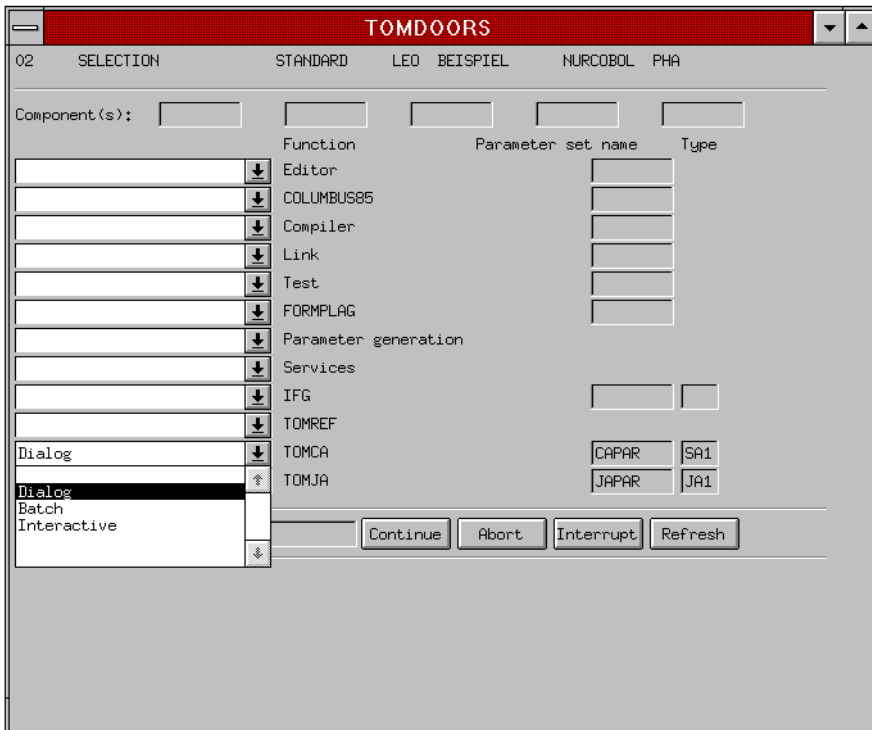 TOMDOORS
02 SELECTION STANDARD LEO BEISPIEL NURCOBOL PHA
Component(s):
Function Parameter set name Type
Editor
COLUMBUS85
Compiler
Link
Test
FORMPLAG
Parameter generation
Services
IFG
TOMREF
Dialog TOMCA CAPAR SA1
TOMJA JAPAR JA1
Dialog
Batch
Interactive
Continue Abort Interrupt Refresh